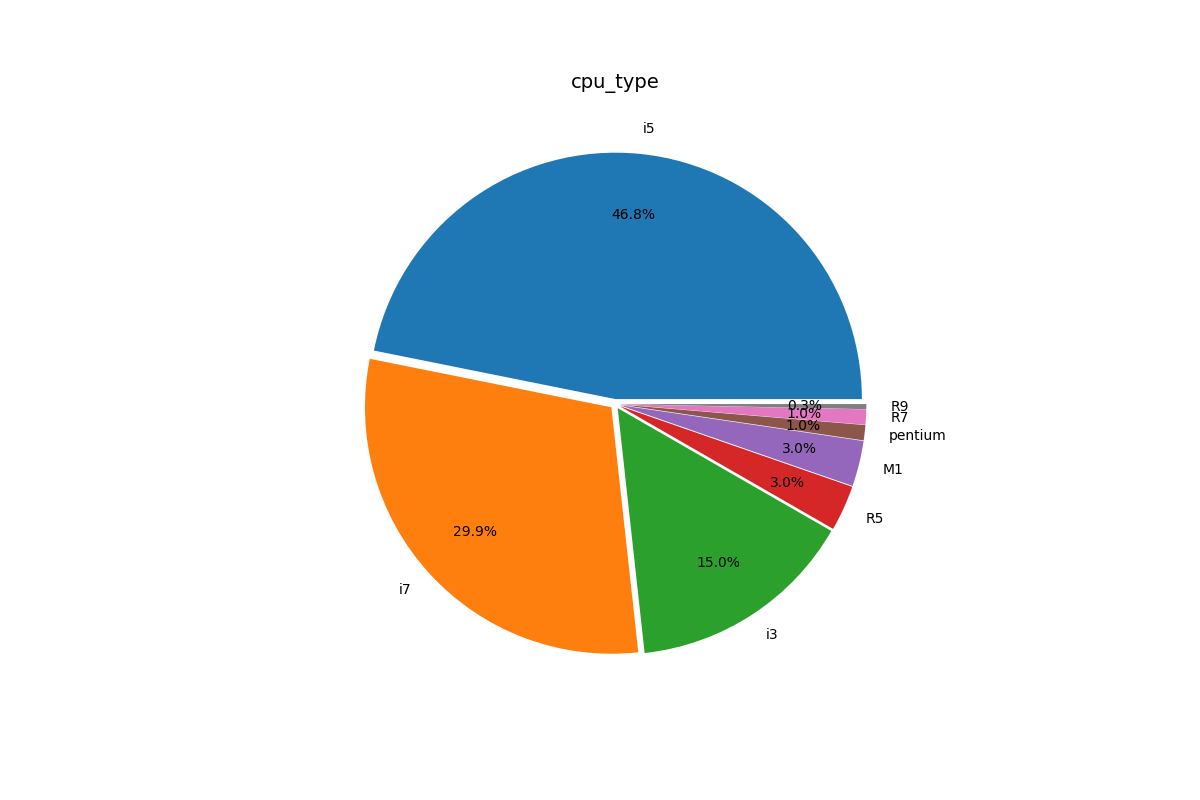 cpu_type
i5
46.8%
0.3%
R9
1.0%
R7
1.0%
pentium
3.0%
M1
3.0%
R5
29.9%
15.0%
i7
i3